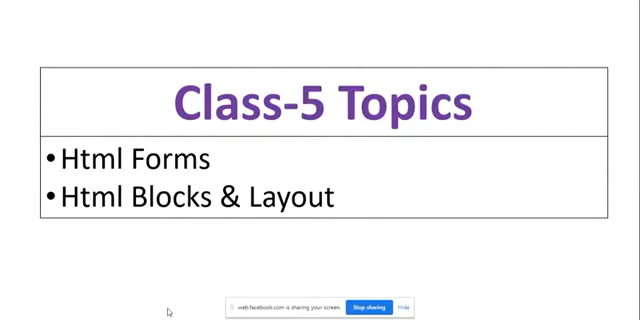 Class-5 Topics
•Html Forms
•Html Blocks & Layout
web.facebook.com is sharing your screen. Stop sharing Hide